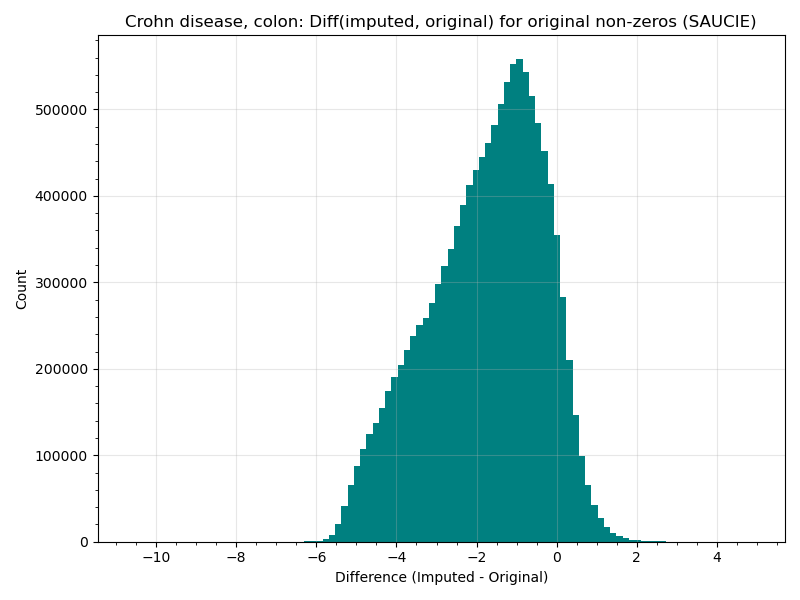 Crohn disease, colon: Diff(imputed, original) for original non-zeros (SAUCIE)
Count
500000
400000
300000
200000
100000
0
−10 −8 −6 −4 −2 0 2 4
Difference (Imputed - Original)